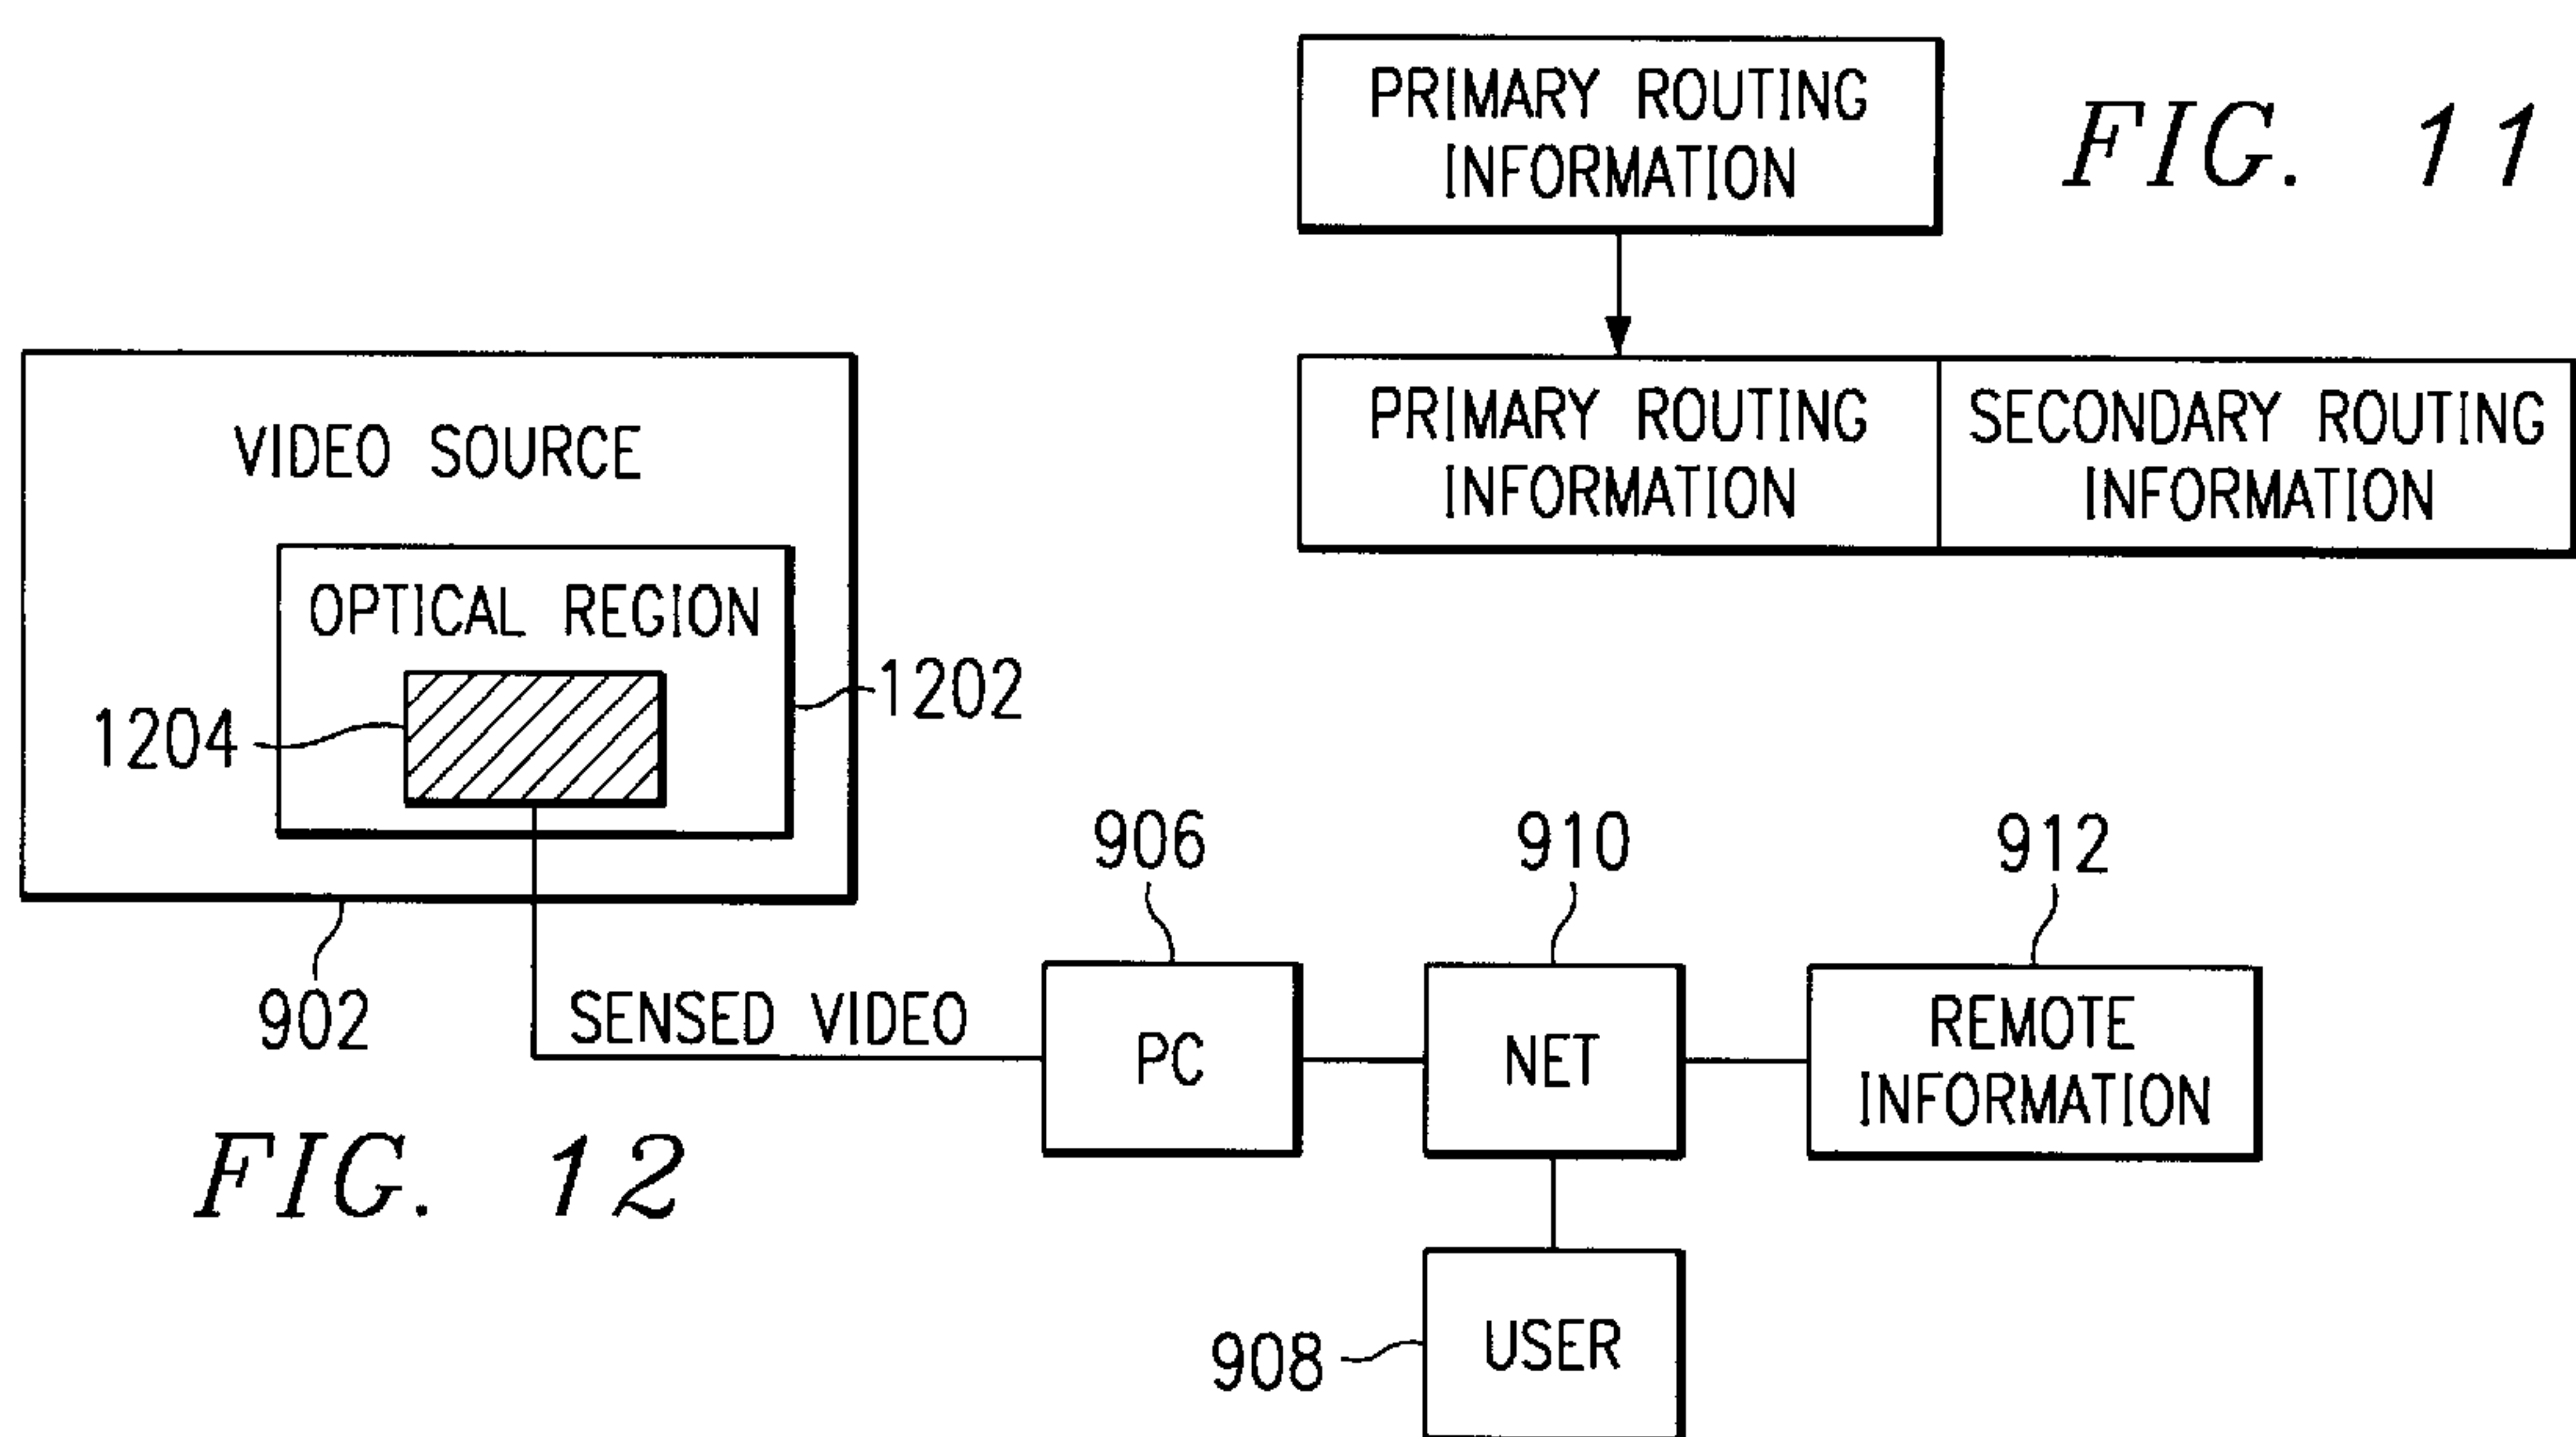 PRIMARY ROUTING
INFORMATION
FIG. 11
PRIMARY ROUTING
INFORMATION
SECONDARY ROUTING
INFORMATION
VIDEO SOURCE
OPTICAL REGION
1202
1204
902
SENSED VIDEO
906
PC
910
NET
912
REMOTE
INFORMATION
908
USER
FIG. 12